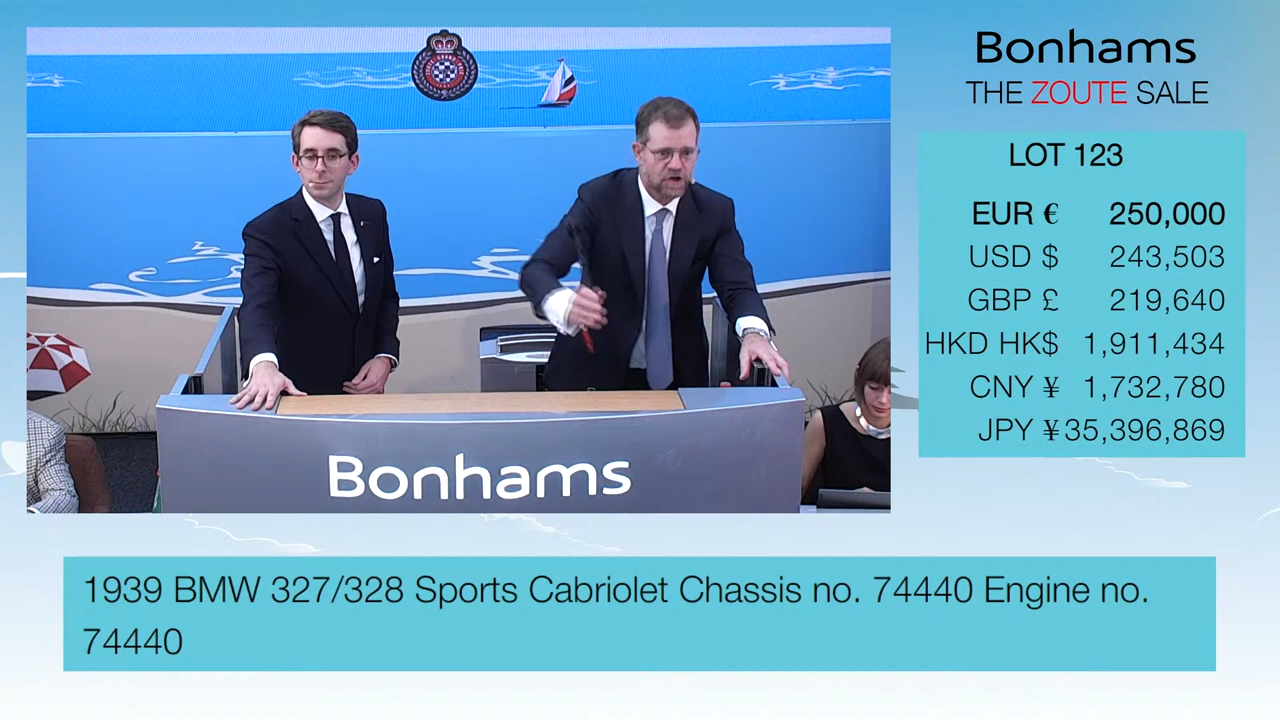 Bonhams
THE ZOUTE SALE
LOT 123
EUR € 250,000
USD $ 243,503
GBP £ 219,640
HKD HK$ 1,911,434
CNY ¥ 1,732,780
JPY ¥35,396,869
Bonhams
1939 BMW 327/328 Sports Cabriolet Chassis no. 74440 Engine no.
74440